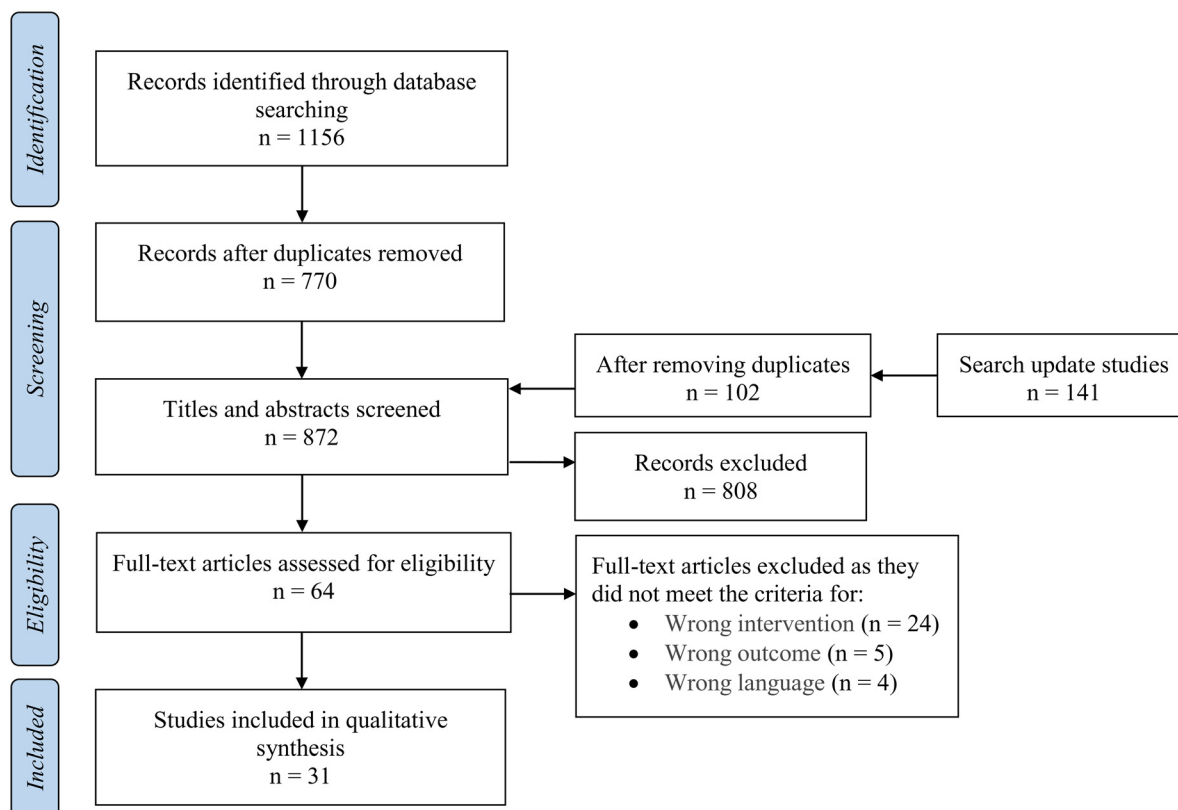 Identification
Records identified through database
searching
n = 1156
Screening
Records after duplicates removed
n = 770
After removing duplicates
n = 102
Search update studies
n = 141
Titles and abstracts screened
n = 872
Records excluded
n = 808
Eligibility
Full-text articles assessed for eligibility
n = 64
Full-text articles excluded as they
did not meet the criteria for:
• Wrong intervention (n = 24)
• Wrong outcome (n = 5)
• Wrong language (n = 4)
Included
Studies included in qualitative
synthesis
n = 31